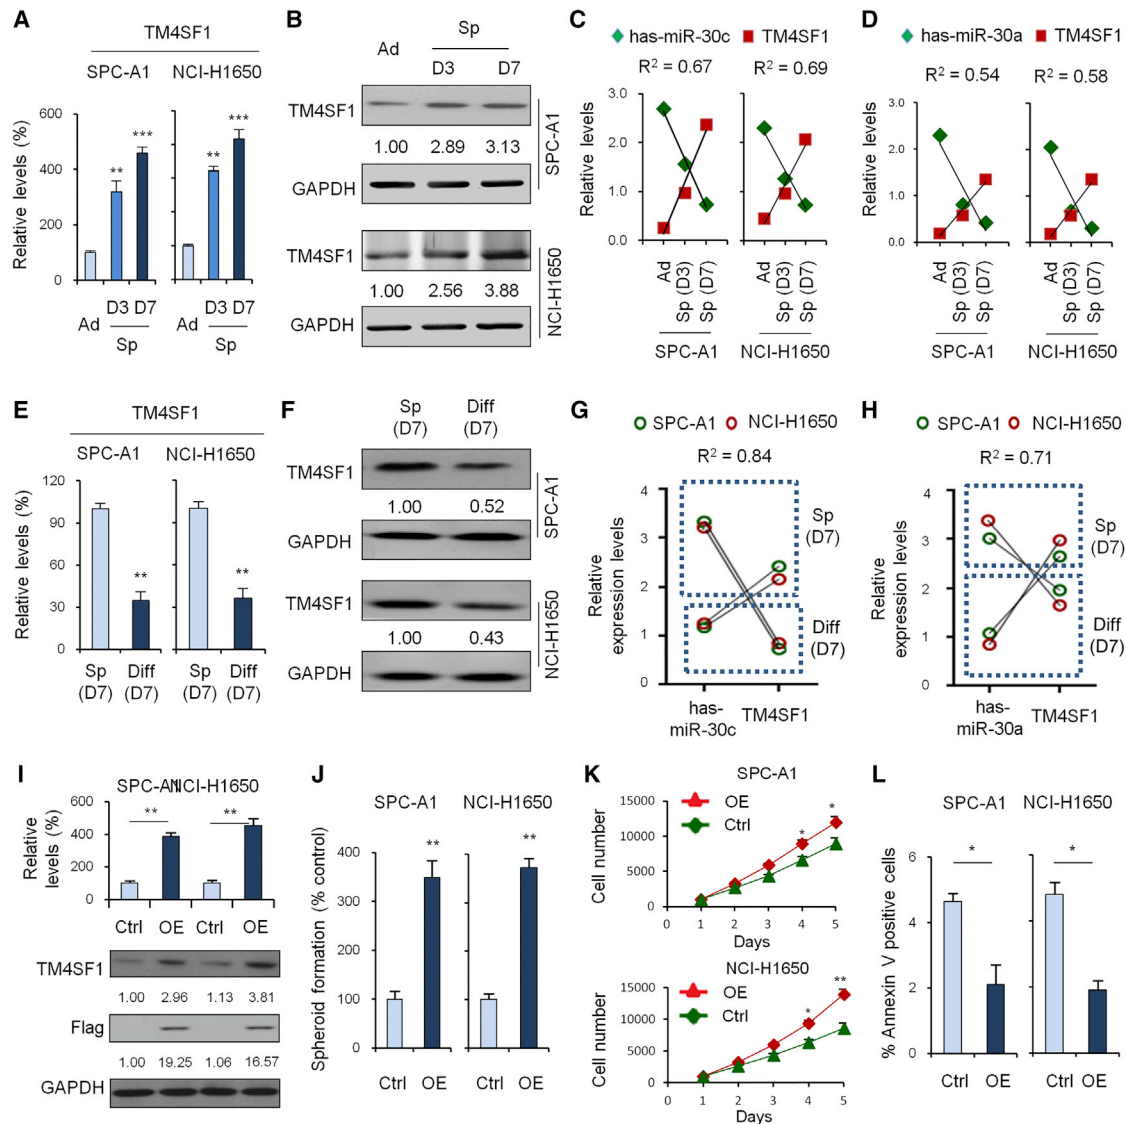 A
TM4SF1
SPC-A1 NCI-H1650
Relative levels (%)
600
400
200
0
** *** ** ***
Ad D3 D7 Ad D3 D7
Sp Sp
B
Ad Sp
D3 D7
TM4SF1
1.00 2.89 3.13
GAPDH
SPC-A1
TM4SF1
1.00 2.56 3.88
GAPDH
NCI-H1650
C
has-miR-30c TM4SF1
R² = 0.67 R² = 0.69
Relative levels
3.0
2.0
1.0
0.0
Ad Sp (D3) Sp (D7) Ad Sp (D3) Sp (D7)
SPC-A1 NCI-H1650
D
has-miR-30a TM4SF1
R² = 0.54 R² = 0.58
Relative levels
3.0
2.0
1.0
0.0
Ad Sp (D3) Sp (D7) Ad Sp (D3) Sp (D7)
SPC-A1 NCI-H1650
E
TM4SF1
SPC-A1 NCI-H1650
Relative levels (%)
120
90
60
30
0
** **
Sp Diff Sp Diff
(D7) (D7) (D7) (D7)
F
Sp Diff
(D7) (D7)
TM4SF1
1.00 0.52
GAPDH
SPC-A1
TM4SF1
1.00 0.43
GAPDH
NCI-H1650
G
SPC-A1 NCI-H1650
R² = 0.84
Relative
expression levels
4
3
2
1
0
Sp
(D7)
Diff
(D7)
has- TM4SF1
miR-30c
H
SPC-A1 NCI-H1650
R² = 0.71
Relative
expression levels
4
3
2
1
0
Sp
(D7)
Diff
(D7)
has- TM4SF1
miR-30a
I
SPC-A1 NCI-H1650
Relative
levels (%)
600
400
200
0
** **
Ctrl OE Ctrl OE
TM4SF1
1.00 2.96 1.13 3.81
Flag
1.00 19.25 1.06 16.57
GAPDH
J
SPC-A1 NCI-H1650
Spheroid formation (% control)
400
300
200
100
0
** **
Ctrl OE Ctrl OE
K
SPC-A1
OE
Ctrl
Cell number
15000
10000
5000
0
* *
0 1 2 3 4 5
Days
NCI-H1650
OE
Ctrl
Cell number
15000
10000
5000
0
* **
0 1 2 3 4 5
Days
L
SPC-A1 NCI-H1650
% Annexin V positive cells
6
4
2
0
* *
Ctrl OE Ctrl OE